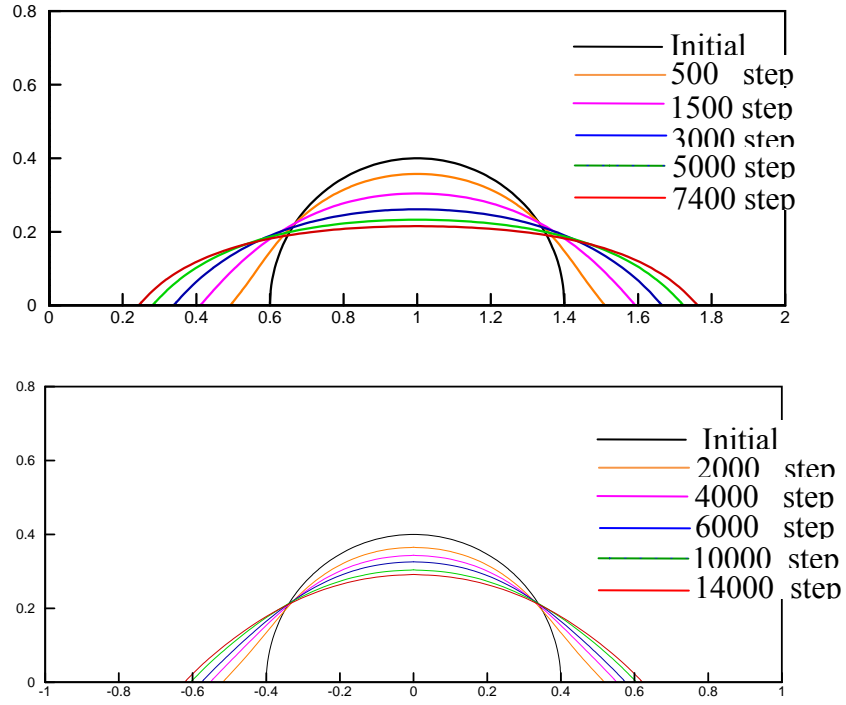 0.8
0.6
0.4
0.2
0
0 0.2 0.4 0.6 0.8 1 1.2 1.4 1.6 1.8 2
Initial
500 step
1500 step
3000 step
5000 step
7400 step
0.8
0.6
0.4
0.2
0
-1 -0.8 -0.6 -0.4 -0.2 0 0.2 0.4 0.6 0.8 1
Initial
2000 step
4000 step
6000 step
10000 step
14000 step